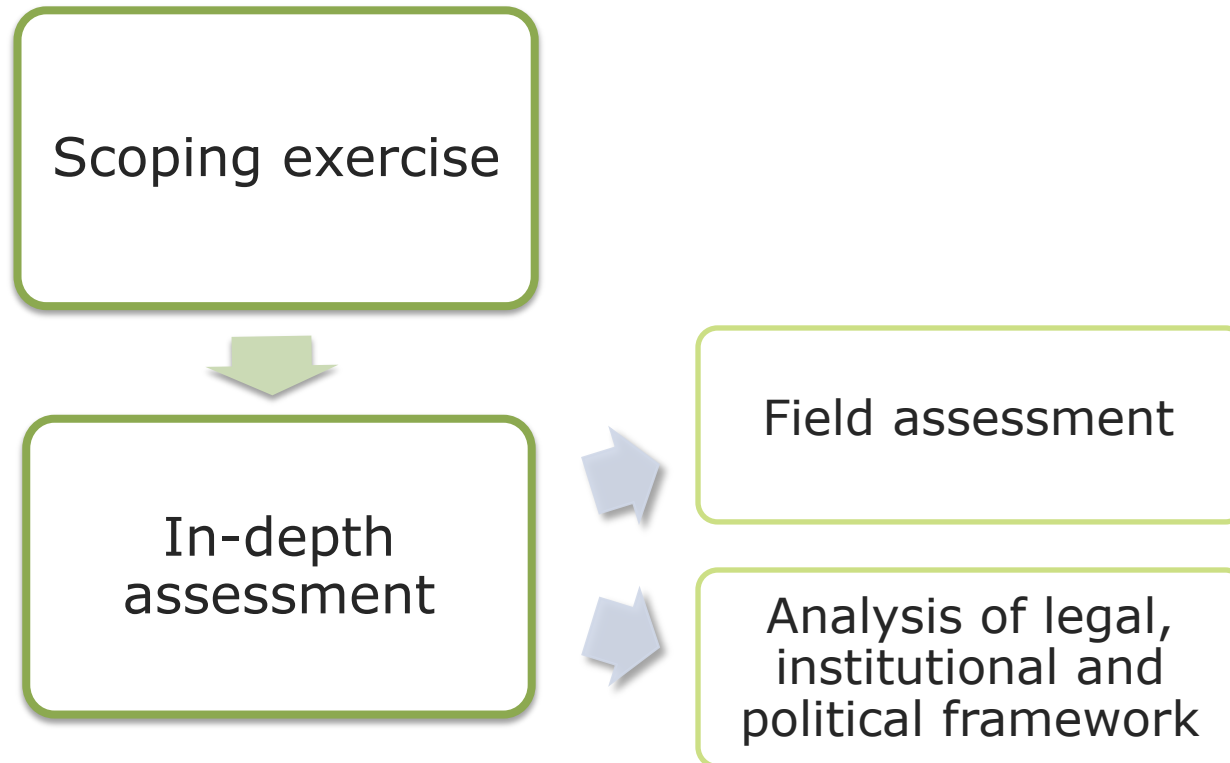 Scoping exercise
In-depth
assessment
Field assessment
Analysis of legal,
institutional and
political framework